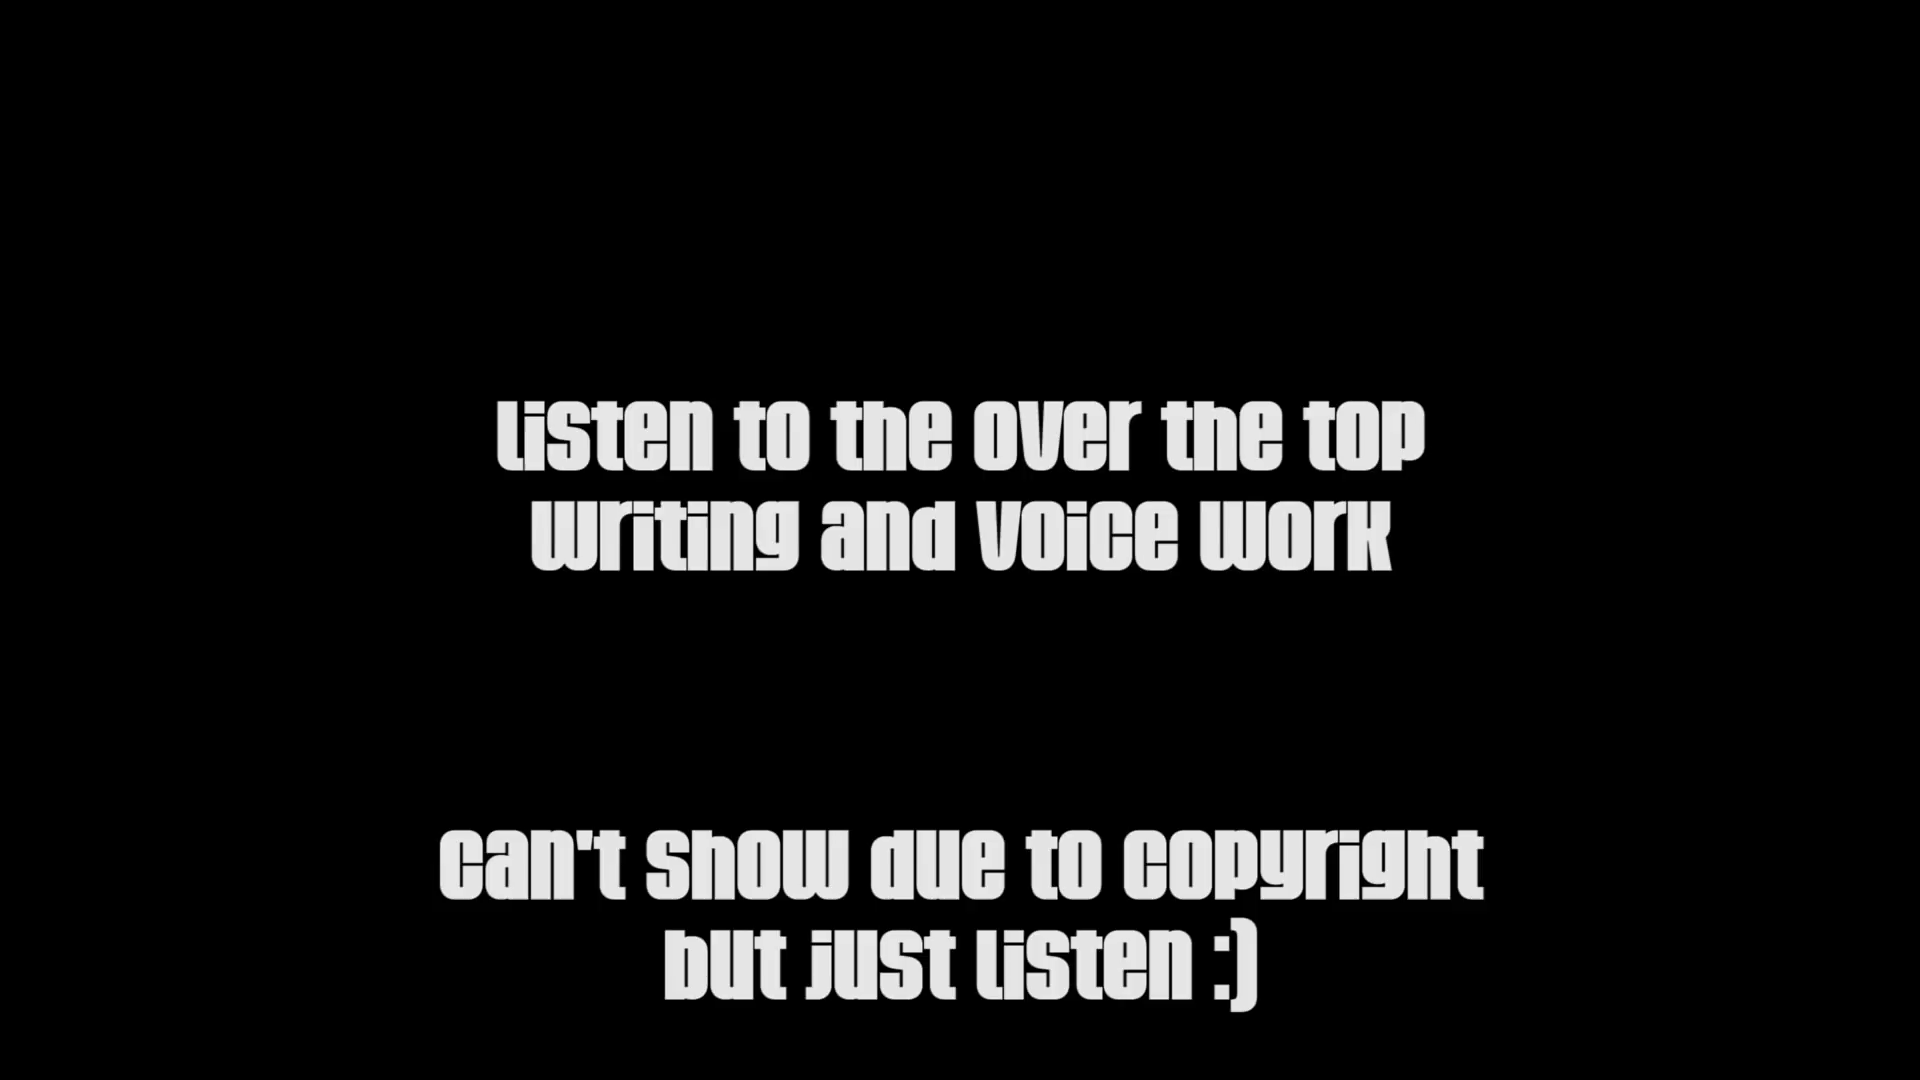 Listen to the over the top
writing and voice work
Can't show due to copyright
but just listen :)